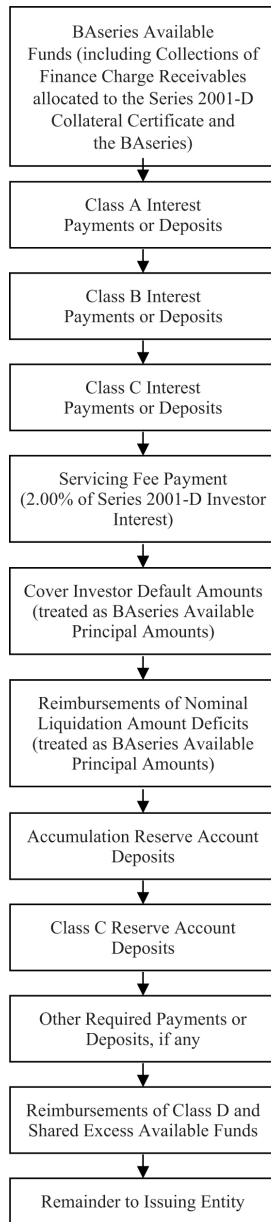 BAseries Available
Funds (including Collections of
Finance Charge Receivables
allocated to the Series 2001-D
Collateral Certificate and
the BAseries)
Class A Interest
Payments or Deposits
Class B Interest
Payments or Deposits
Class C Interest
Payments or Deposits
Servicing Fee Payment
(2.00% of Series 2001-D Investor
Interest)
Cover Investor Default Amounts
(treated as BAseries Available
Principal Amounts)
Reimbursements of Nominal
Liquidation Amount Deficits
(treated as BAseries Available
Principal Amounts)
Accumulation Reserve Account
Deposits
Class C Reserve Account
Deposits
Other Required Payments or
Deposits, if any
Reimbursements of Class D and
Shared Excess Available Funds
Remainder to Issuing Entity